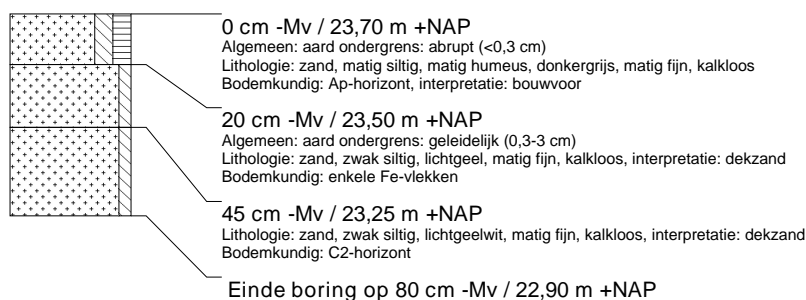 0 cm -Mv / 23,70 m +NAP
Algemeen: aard ondergrens: abrupt (<0,3 cm)
Lithologie: zand, matig siltig, matig humeus, donkergrijs, matig fijn, kalkloos
Bodemkundig: Ap-horizont, interpretatie: bouwvoor
20 cm -Mv / 23,50 m +NAP
Algemeen: aard ondergrens: geleidelijk (0,3-3 cm)
Lithologie: zand, zwak siltig, lichtgeel, matig fijn, kalkloos, interpretatie: dekzand
Bodemkundig: enkele Fe-vlekken
45 cm -Mv / 23,25 m +NAP
Lithologie: zand, zwak siltig, lichtgeelwit, matig fijn, kalkloos, interpretatie: dekzand
Bodemkundig: C2-horizont
Einde boring op 80 cm -Mv / 22,90 m +NAP